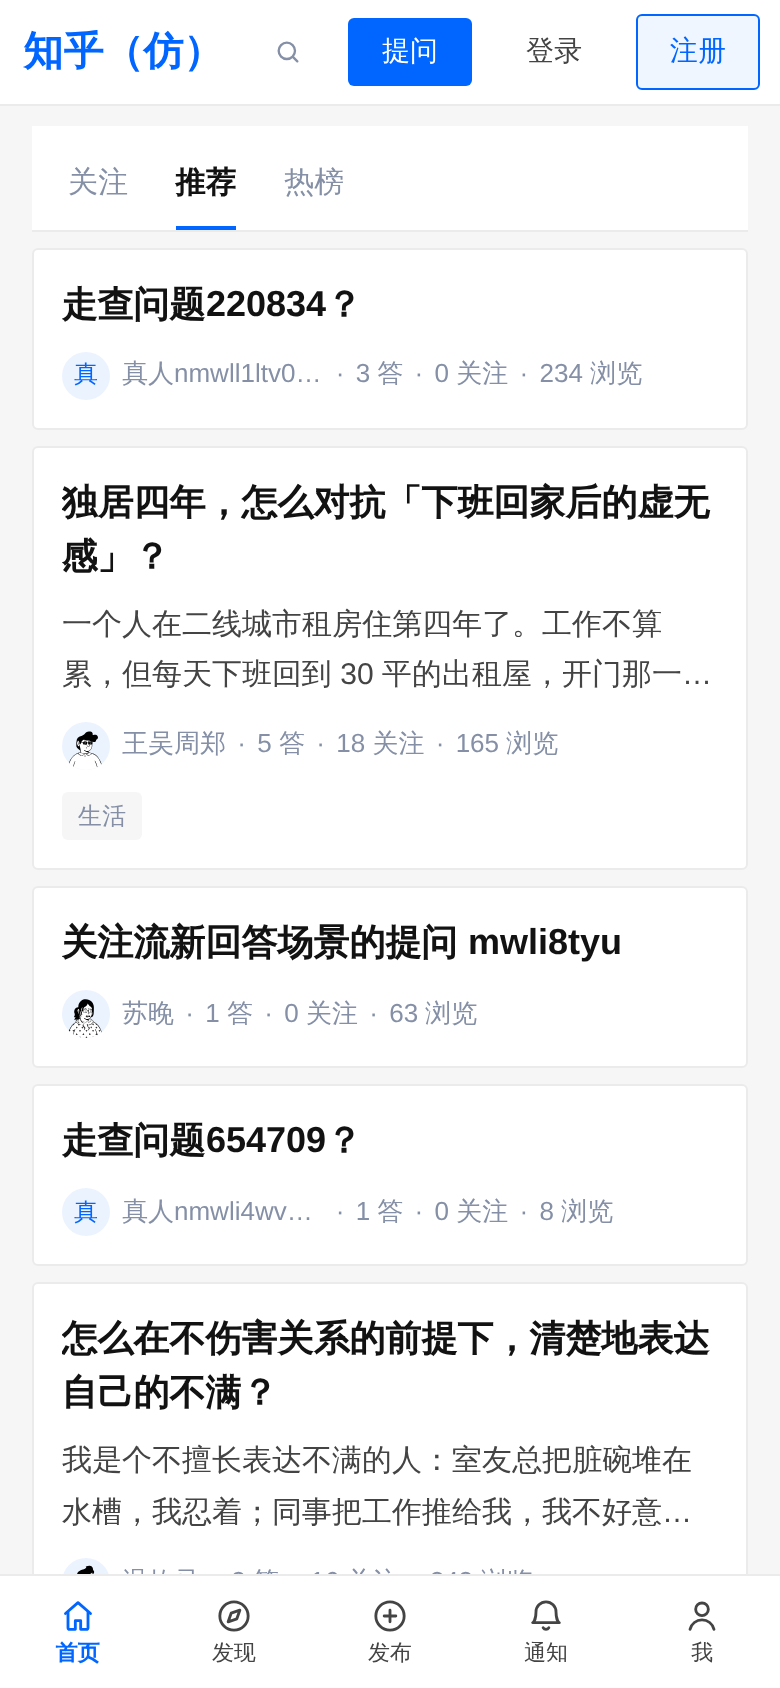 知乎（仿）
提问
登录
注册
关注
推荐
热榜
走查问题220834？
真
真人nmwll1ltv0… · 3 答 · 0 关注 · 234 浏览
独居四年，怎么对抗「下班回家后的虚无
感」？
一个人在二线城市租房住第四年了。工作不算
累，但每天下班回到 30 平的出租屋，开门那一…
王吴周郑 · 5 答 · 18 关注 · 165 浏览
生活
关注流新回答场景的提问 mwli8tyu
苏晚 · 1 答 · 0 关注 · 63 浏览
走查问题654709？
真
真人nmwli4wv… · 1 答 · 0 关注 · 8 浏览
怎么在不伤害关系的前提下，清楚地表达
自己的不满？
我是个不擅长表达不满的人：室友总把脏碗堆在
水槽，我忍着；同事把工作推给我，我不好意…
首页
发现
发布
通知
我